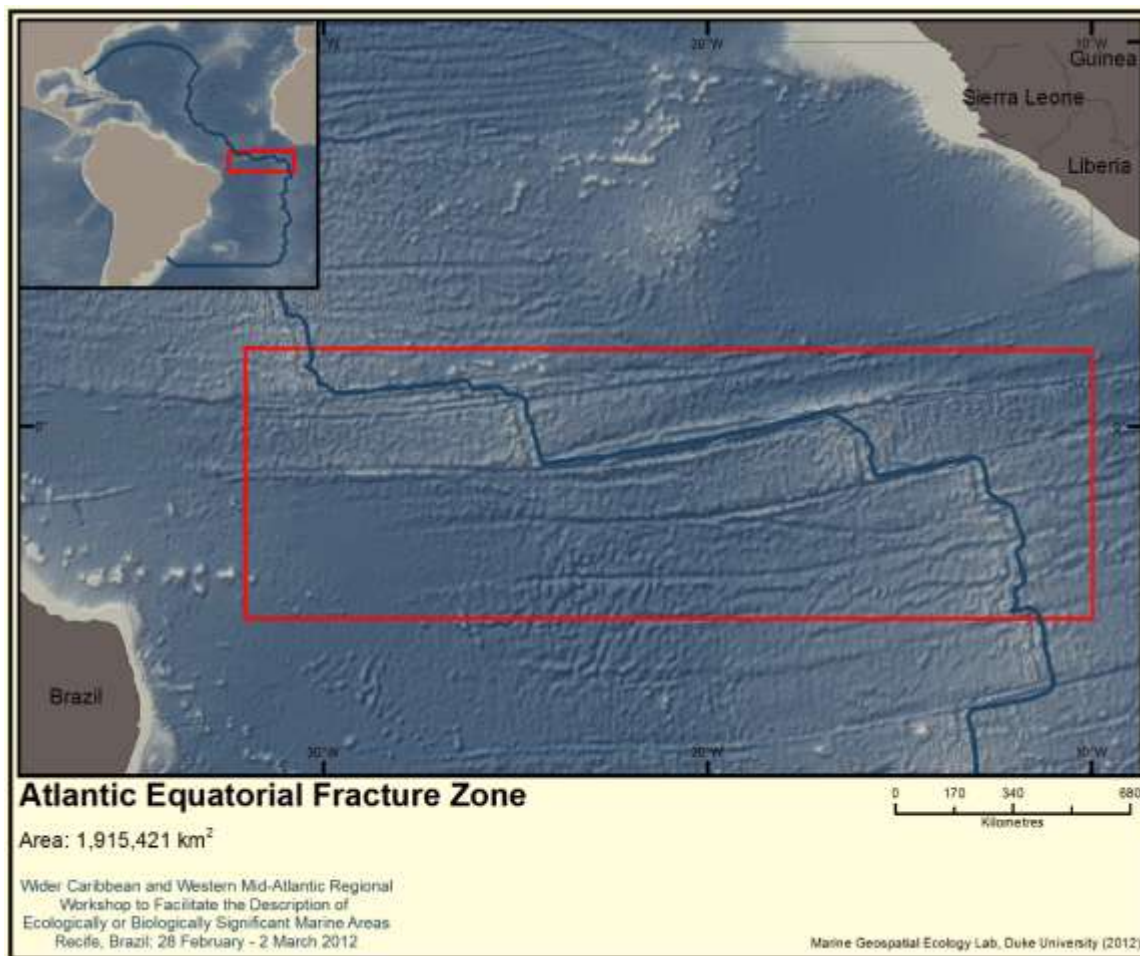 20°W
10°W
Guinea
Sierra Leone
Liberia
0°
Brazil
30°W
20°W
10°W
Atlantic Equatorial Fracture Zone
Area: 1,915,421 km²
0 170 340 680
Kilometres
Wider Caribbean and Western Mid-Atlantic Regional
Workshop to Facilitate the Description of
Ecologically or Biologically Significant Marine Areas
Recife, Brazil: 28 February - 2 March 2012
Marine Geospatial Ecology Lab, Duke University (2012)